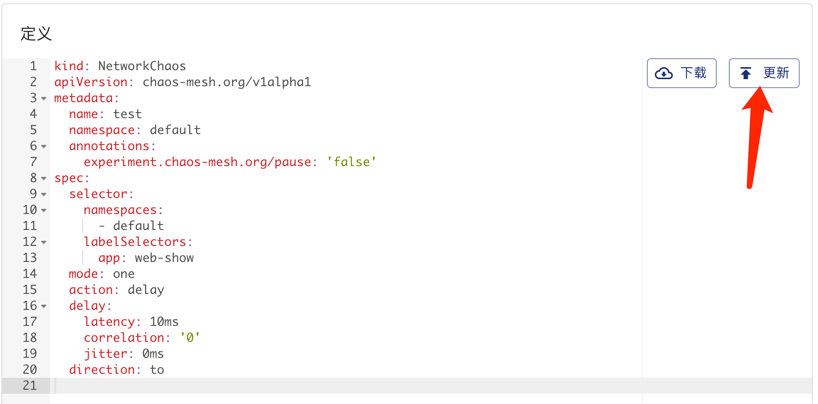 定义
1 kind: NetworkChaos
2 apiVersion: chaos-mesh.org/v1alpha1
3 metadata:
4   name: test
5   namespace: default
6   annotations:
7     experiment.chaos-mesh.org/pause: 'false'
8 spec:
9   selector:
10     namespaces:
11       - default
12     labelSelectors:
13       app: web-show
14   mode: one
15   action: delay
16   delay:
17     latency: 10ms
18     correlation: '0'
19     jitter: 0ms
20   direction: to
21
下载
更新